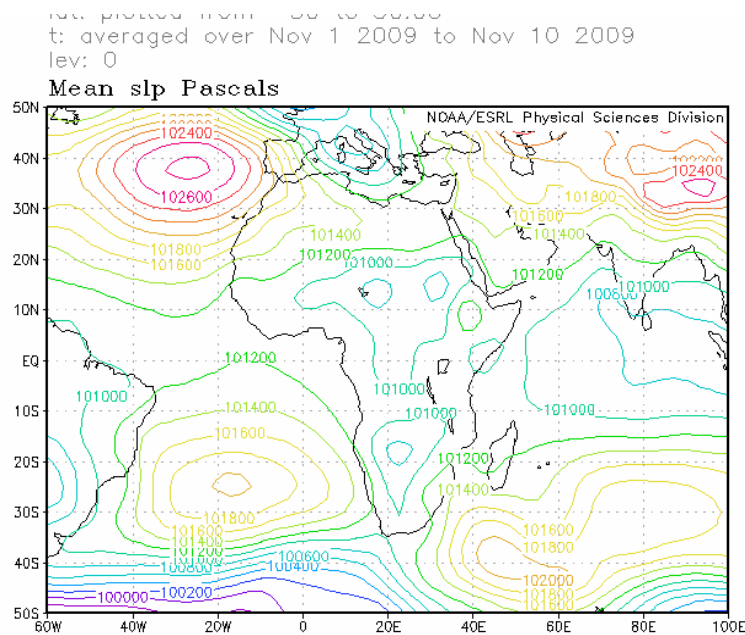 t: averaged over Nov 1 2009 to Nov 10 2009
lev: 0
Mean slp Pascals
NOAA/ESRL Physical Sciences Division
50N
102400
40N
102400
102600
30N
101800
101600
101400
101800
101600
101400
20N
101200
101000
101200
100800
101000
10N
EQ
101200
101000
101000
101000
10S
101400
101000
101600
20S
101200
101400
30S
101800
101600
101400
101200
101600
101800
40S
100800
100600
100400
102000
101800
101600
100000
100200
50S
60W
40W
20W
0
20E
40E
60E
80E
100E